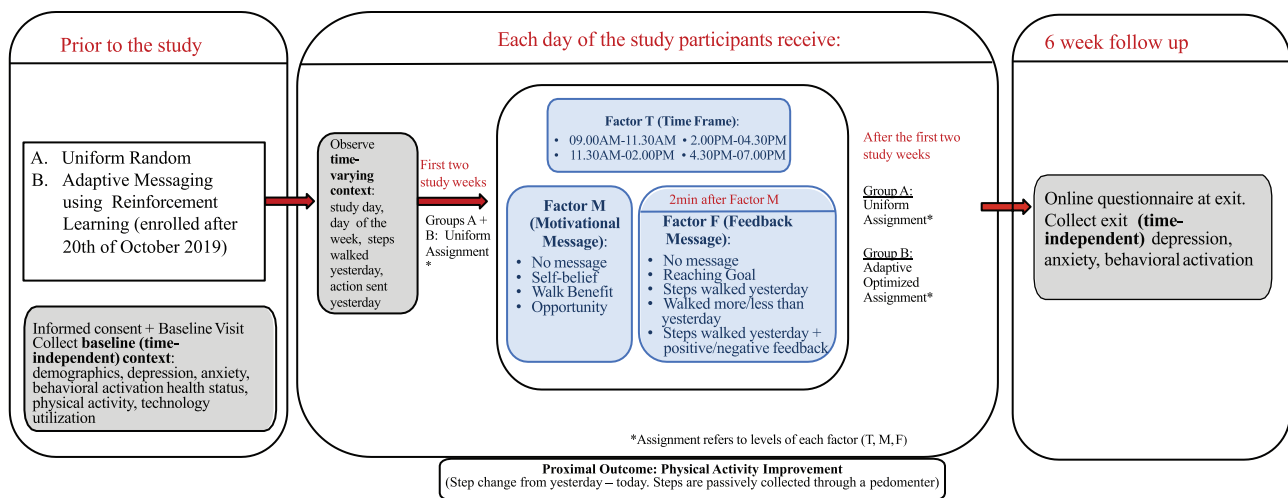 Prior to the study
A. Uniform Random
B. Adaptive Messaging
using Reinforcement
Learning (enrolled after
20th of October 2019)
Informed consent + Baseline Visit
Collect baseline (time-
independent) context:
demographics, depression, anxiety,
behavioral activation health status,
physical activity, technology
utilization
Each day of the study participants receive:
Observe
time-
varying
context:
study day,
day of the
week, steps
walked
yesterday,
action sent
yesterday
First two
study weeks
Groups A +
B: Uniform
Assignment
*
Factor T (Time Frame):
• 09.00AM-11.30AM • 2.00PM-04.30PM
• 11.30AM-02.00PM • 4.30PM-07.00PM
Factor M
(Motivational
Message):
• No message
• Self-belief
• Walk Benefit
• Opportunity
2min after Factor M
Factor F (Feedback
Message):
• No message
• Reaching Goal
• Steps walked yesterday
• Walked more/less than
yesterday
• Steps walked yesterday +
positive/negative feedback
After the first two
study weeks
Group A:
Uniform
Assignment*
Group B:
Adaptive
Optimized
Assignment*
*Assignment refers to levels of each factor (T, M, F)
6 week follow up
Online questionnaire at exit.
Collect exit (time-
independent) depression,
anxiety, behavioral activation
Proximal Outcome: Physical Activity Improvement
(Step change from yesterday – today. Steps are passively collected through a pedomenter)